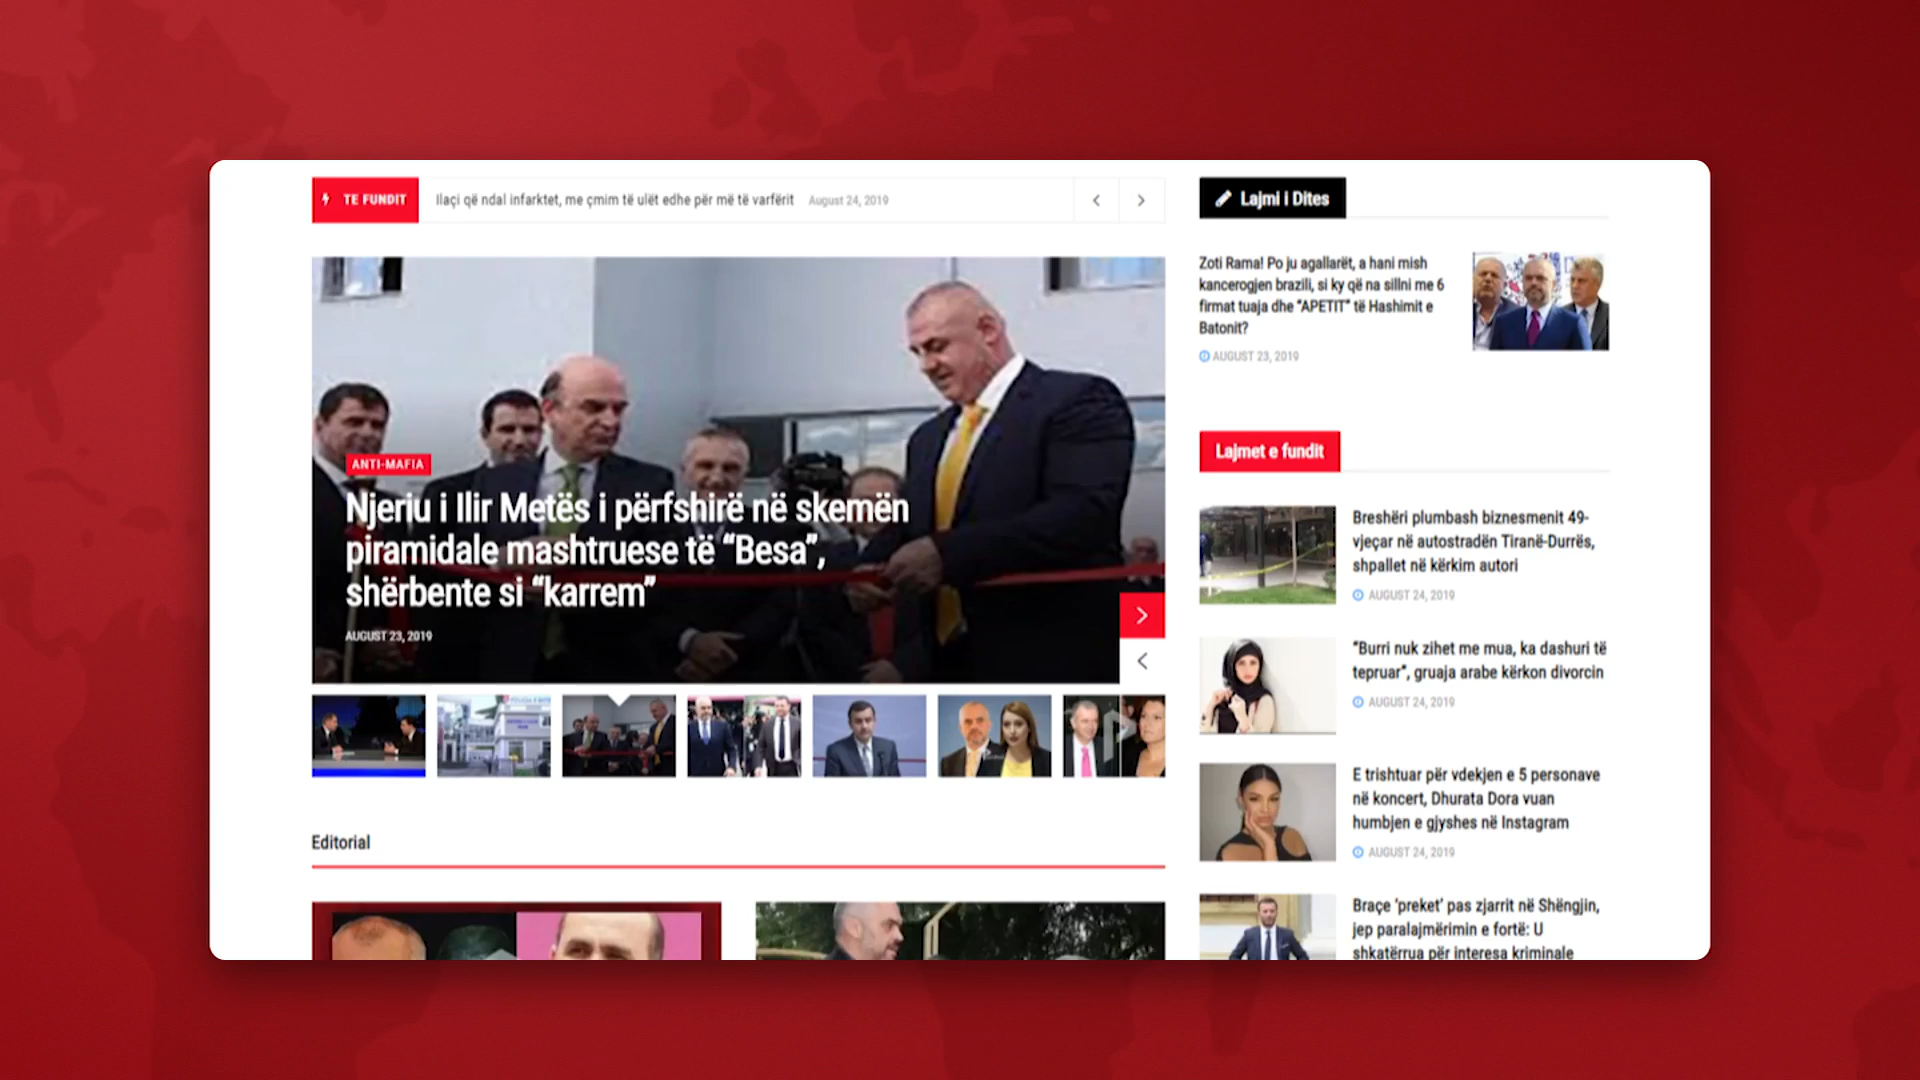 TE FUNDIT
Ilaçi që ndal infarktet, me çmim të ulët edhe për më të varfërit August 24, 2019
ANTI-MAFIA
Njeriu i Ilir Metës i përfshirë në skemën
piramidale mashtruese të “Besa”,
shërbente si “karrem”
AUGUST 23, 2019
Editorial
Lajmi i Dites
Zoti Rama! Po ju agallarët, a hani mish
kancerogjen brazili, si ky që na sillni me 6
firmat tuaja dhe “APETIT” të Hashimit e
Batonit?
AUGUST 23, 2019
Lajmet e fundit
Breshëri plumbash biznesmenit 49-
vjeçar në autostradën Tiranë-Durrës,
shpallet në kërkim autori
AUGUST 24, 2019
“Burri nuk zihet me mua, ka dashuri të
tepruar”, gruaja arabe kërkon divorcin
AUGUST 24, 2019
E trishtuar për vdekjen e 5 personave
në koncert, Dhurata Dora vuan
humbjen e gjyshes në Instagram
AUGUST 24, 2019
Braçe ‘preket’ pas zjarrit në Shëngjin,
jep paralajmërimin e fortë: U
shkatërrua për interesa kriminale